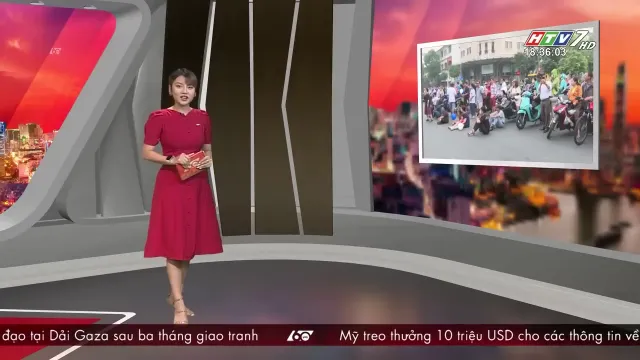 HTV7 HD
18:36:03
đạo tại Dải Gaza sau ba tháng giao tranh 60 Mỹ treo thưởng 10 triệu USD cho các thông tin về